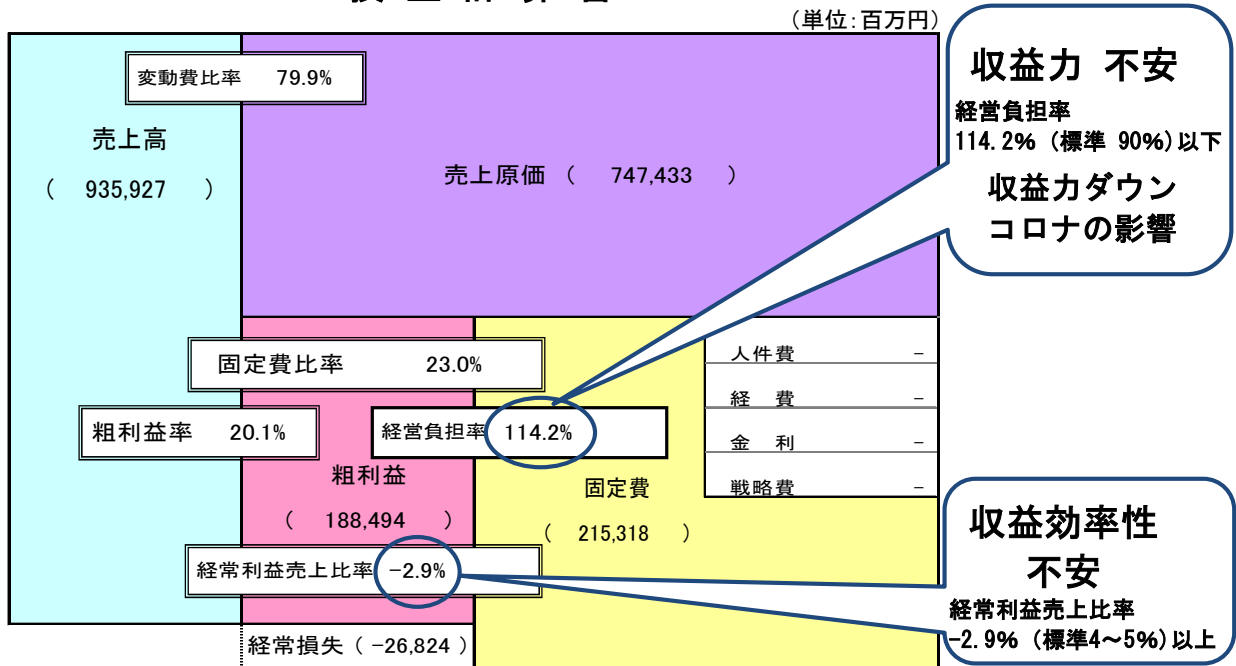 （単位：百万円）
変動費比率 79.9%
売上高
（ 935,927 ）
売上原価（ 747,433 ）
固定費比率 23.0%
粗利益率 20.1%
経営負担率 114.2%
粗利益
（ 188,494 ）
固定費
（ 215,318 ）
人件費 -
経 費 -
金 利 -
戦略費 -
経常利益売上比率 -2.9%
経常損失（ -26,824 ）
収益力 不安
経営負担率
114.2%（標準 90%)以下
収益力ダウン
コロナの影響
収益効率性
不安
経常利益売上比率
-2.9%（標準4～5%)以上